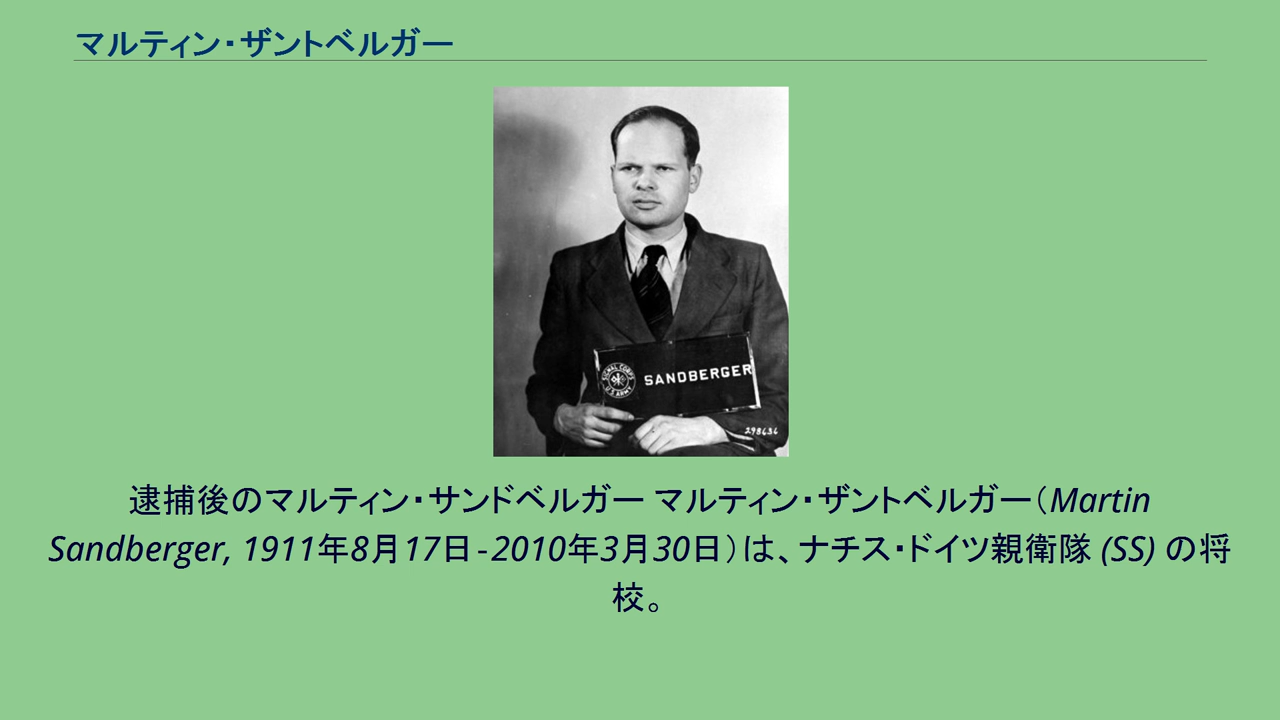 マルティン・ザントベルガー
SIGNAL CORPS
U.S. ARMY
SANDBERGER
298636
逮捕後のマルティン・サンドベルガー マルティン・ザントベルガー（Martin
Sandberger, 1911年8月17日 - 2010年3月30日）は、ナチス・ドイツ親衛隊 (SS) の将
校。